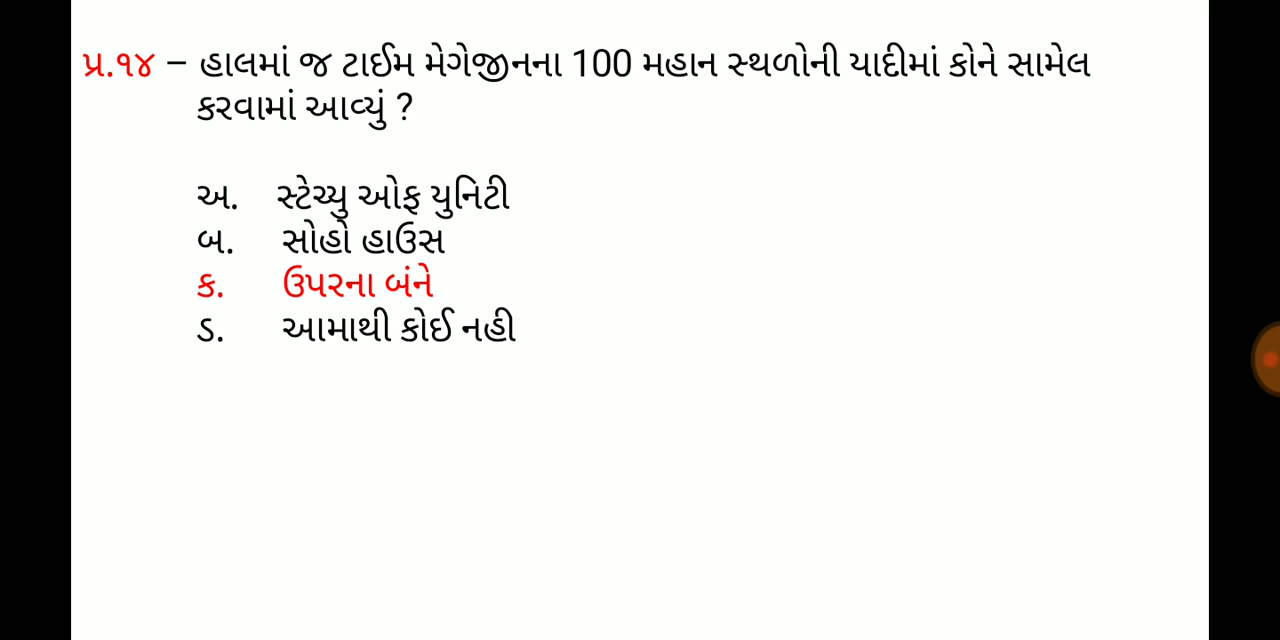 પ્ર.૧૪ – હાલમાં જ ટાઈમ મેગેજીનના 100 મહાન સ્થળોની યાદીમાં કોને સામેલ
કરવામાં આવ્યું ?
અ. સ્ટેચ્યુ ઓફ યુનિટી
બ. સોહો હાઉસ
ક. ઉપરના બંને
ડ. આમાથી કોઈ નહી